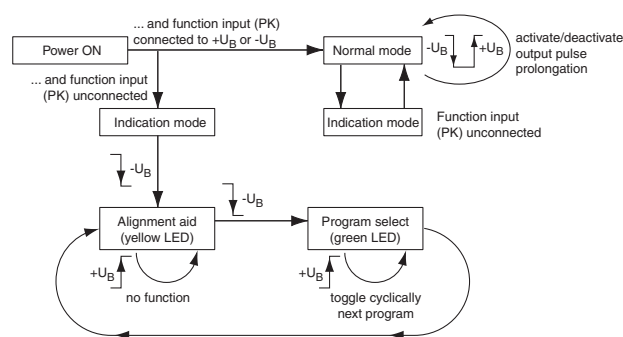 ... and function input (PK)
connected to +UB or -UB
Power ON
Normal mode
-UB
+UB
activate/deactivate
output pulse
prolongation
... and function input
(PK) unconnected
Indication mode
Indication mode
Function input
(PK) unconnected
-UB
-UB
Alignment aid
(yellow LED)
Program select
(green LED)
+UB
no function
+UB
toggle cyclically
next program